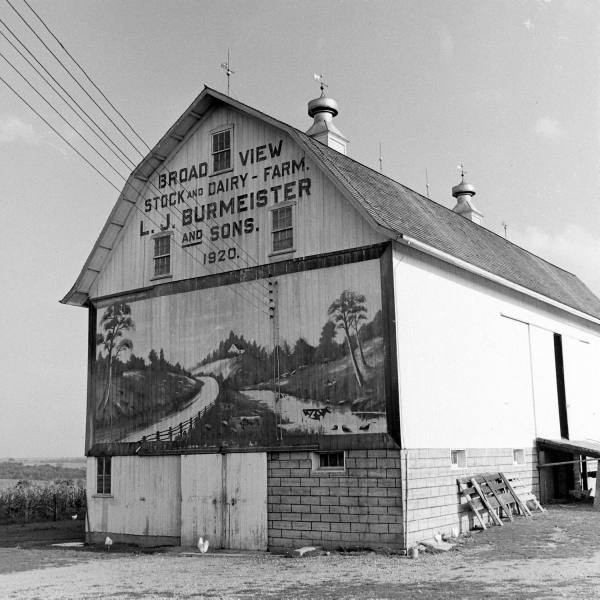 BROAD VIEW
STOCK AND DAIRY - FARM.
L. J. BURMEISTER
AND SONS.
1920.